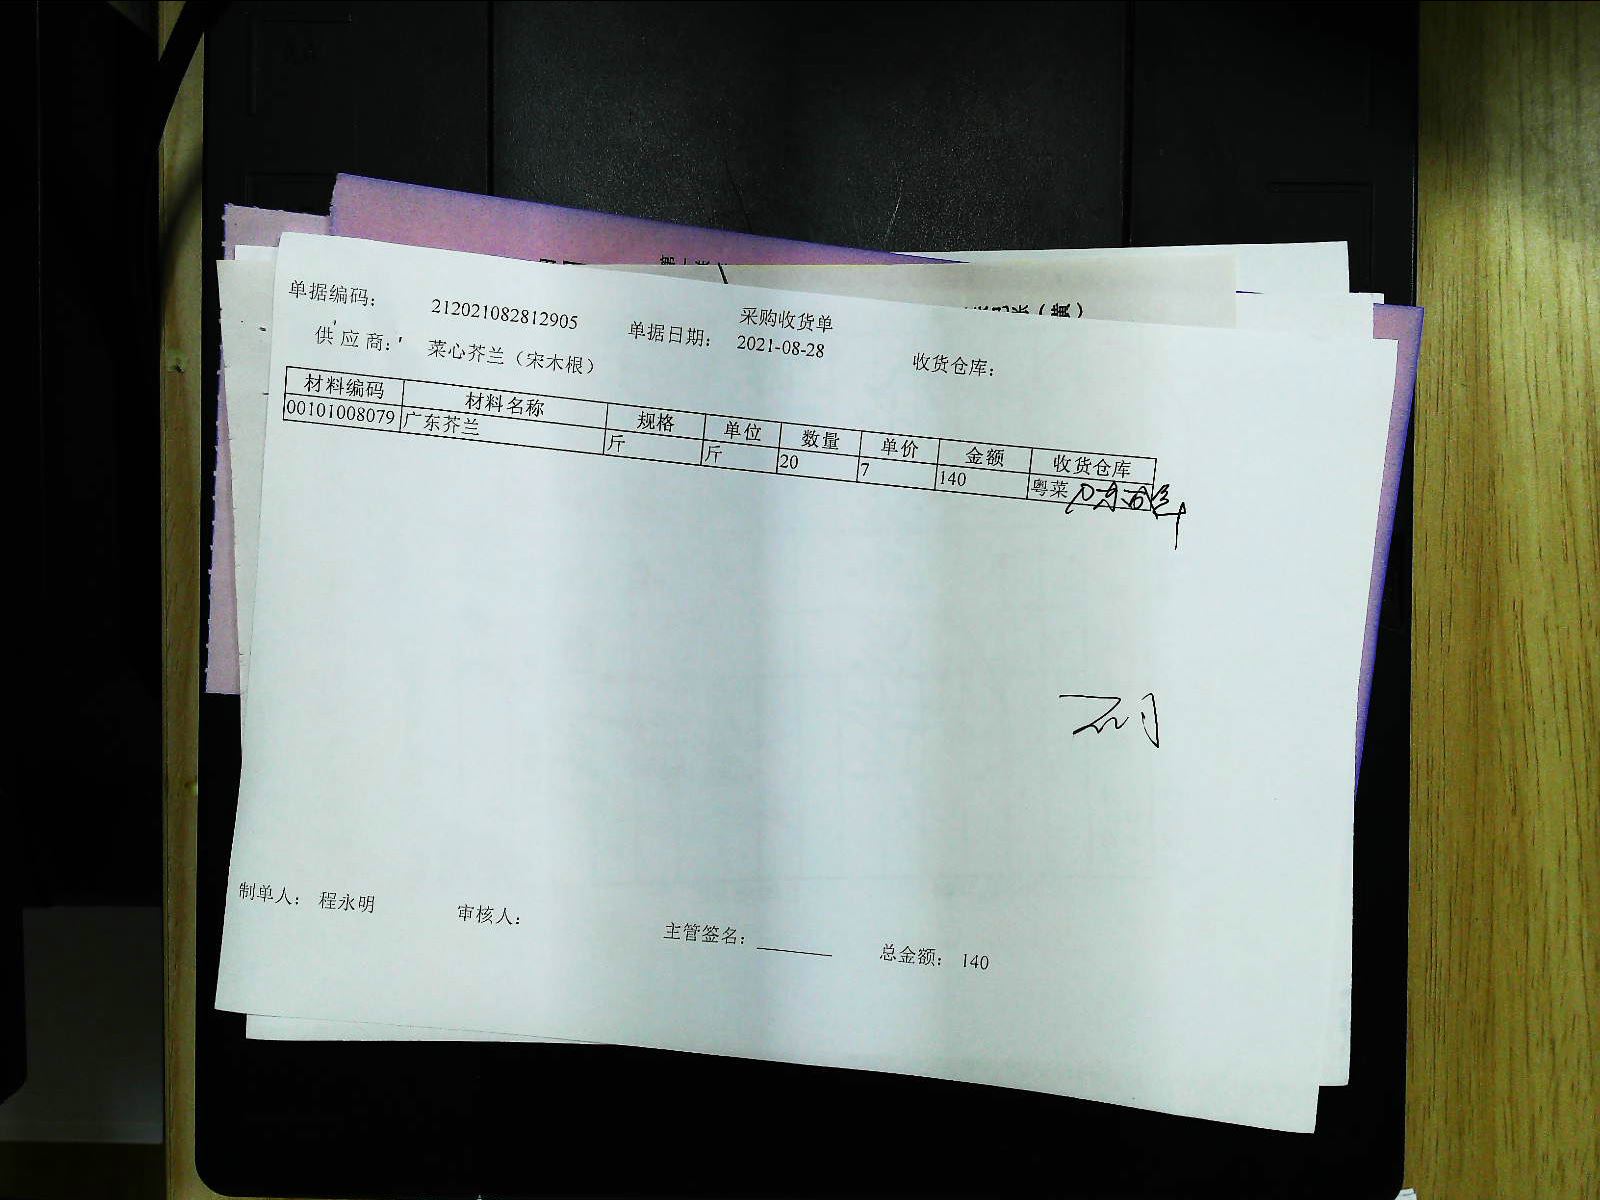 采购收货单
单据编码： 212021082812905 单据日期： 2021-08-28 收货仓库：
供应商： 菜心芥兰（宋木根）
材料编码 材料名称 规格 单位 数量 单价 金额 收货仓库
00101008079 广东芥兰 斤 斤 20 7 140 粤菜
制单人： 程永明 审核人： 主管签名： 总金额： 140